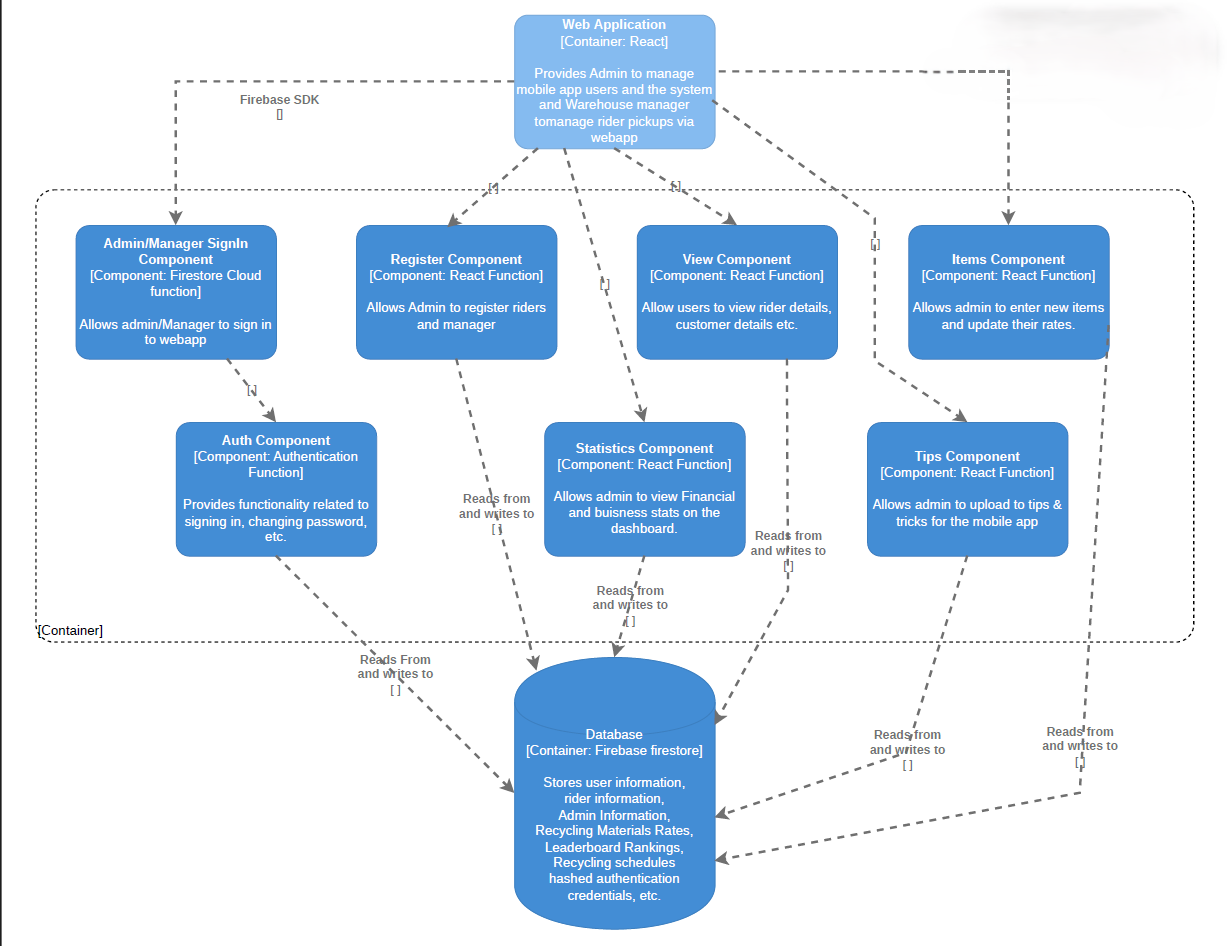 Web Application
[Container: React]
Provides Admin to manage
mobile app users and the system
and Warehouse manager
tomanage rider pickups via
webapp
Firebase SDK
[]
[ ]
[ ]
[ ]
[ ]
Admin/Manager SignIn
Component
[Component: Firestore Cloud
function]
Allows admin/Manager to sign in
to webapp
Register Component
[Component: React Function]
Allows Admin to register riders
and manager
View Component
[Component: React Function]
Allow users to view rider details,
customer details etc.
Items Component
[Component: React Function]
Allows admin to enter new items
and update their rates.
[ ]
Auth Component
[Component: Authentication
Function]
Provides functionality related to
signing in, changing password,
etc.
Statistics Component
[Component: React Function]
Allows admin to view Financial
and buisness stats on the
dashboard.
Tips Component
[Component: React Function]
Allows admin to upload to tips &
tricks for the mobile app
Reads from
and writes to
[ ]
Reads from
and writes to
[ ]
Reads from
and writes to
[ ]
[Container]
Reads From
and writes to
[ ]
Reads from
and writes to
[ ]
Reads from
and writes to
[ ]
Database
[Container: Firebase firestore]
Stores user information,
rider information,
Admin Information,
Recycling Materials Rates,
Leaderboard Rankings,
Recycling schedules
hashed authentication
credentials, etc.